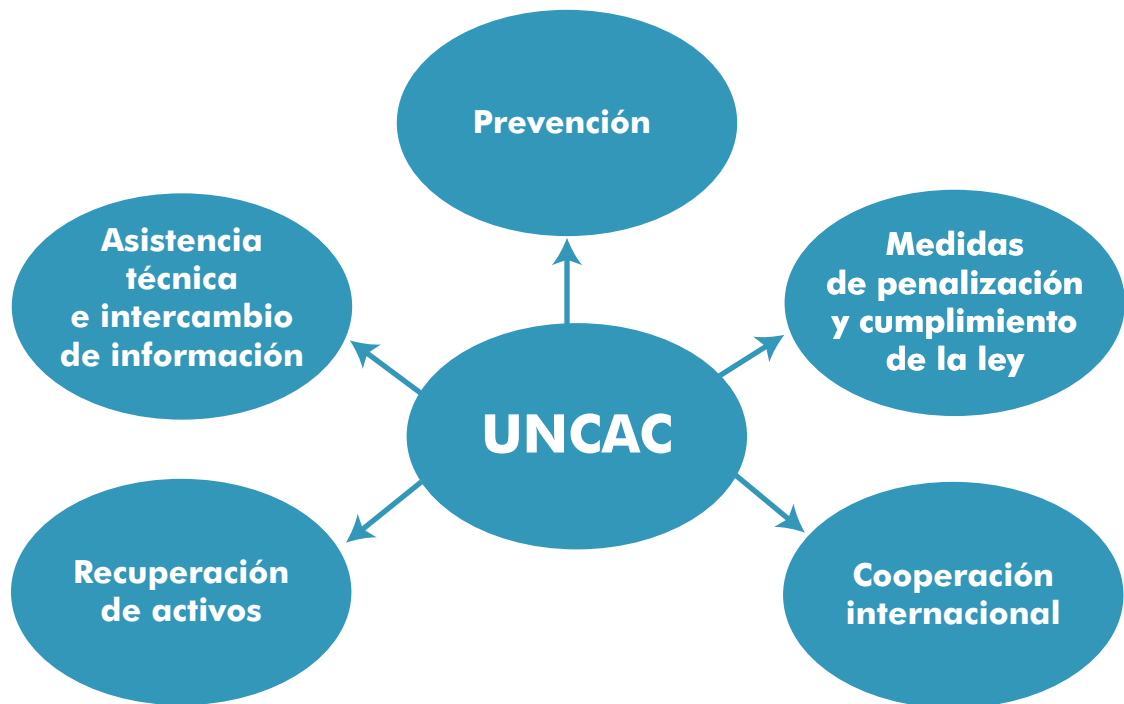 Prevención
Asistencia
técnica
e intercambio
de información
Medidas
de penalización
y cumplimiento
de la ley
UNCAC
Recuperación
de activos
Cooperación
internacional